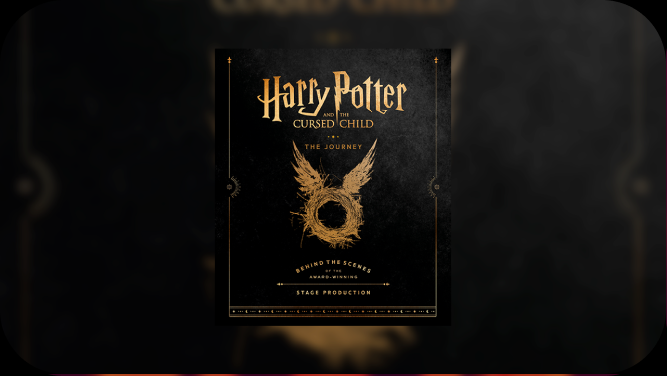 Harry Potter
AND THE
CURSED CHILD
THE JOURNEY
BEHIND THE SCENES
OF THE
AWARD-WINNING
STAGE PRODUCTION